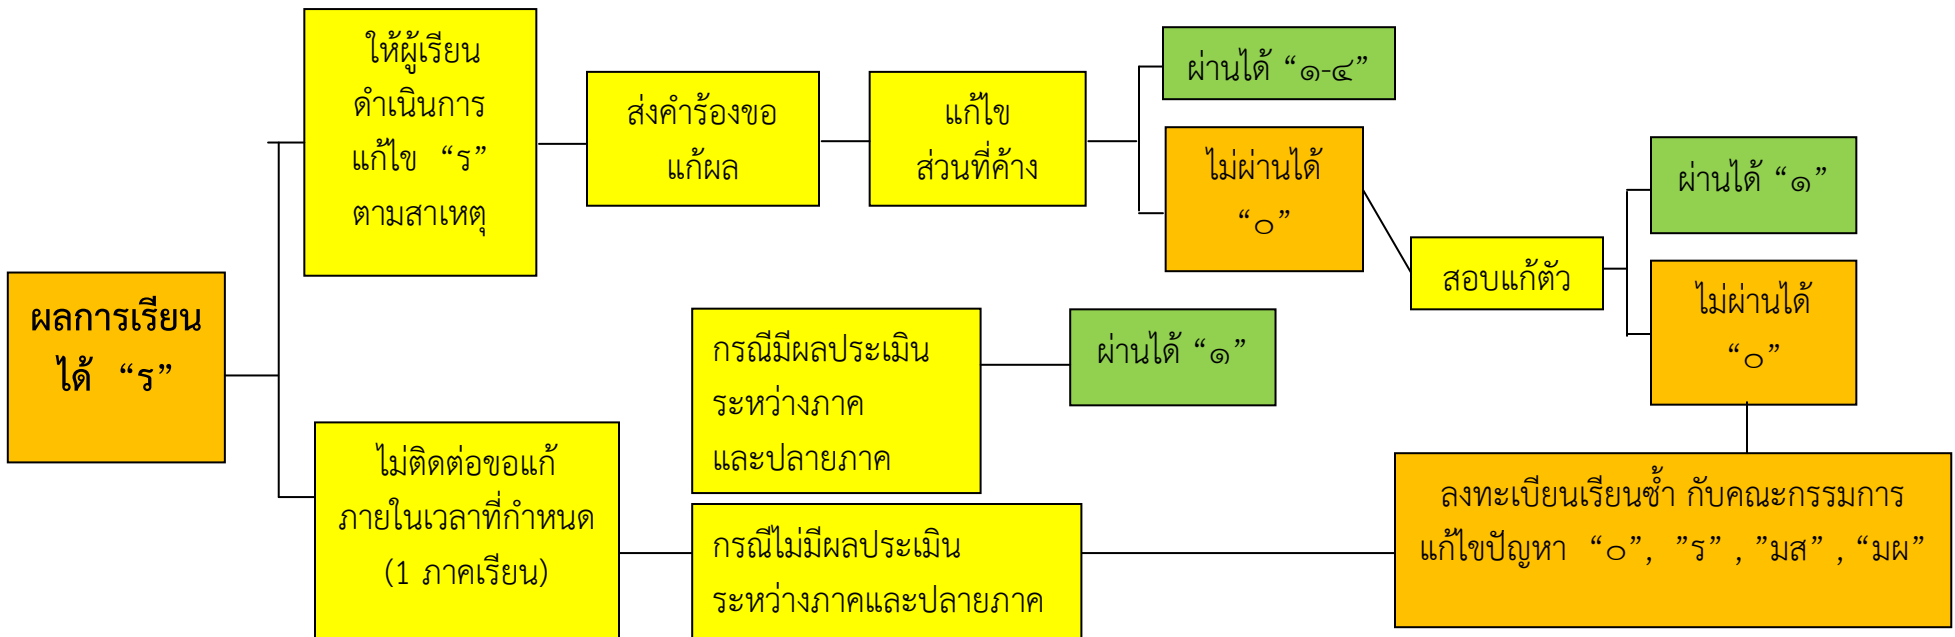 ให้ผู้เรียน
ดำเนินการ
แก้ไข “ร”
ตามสาเหตุ
ส่งคำร้องขอ
แก้ผล
แก้ไข
ส่วนที่ค้าง
ผ่านได้ “๑-๔”
ไม่ผ่านได้
“๐”
สอบแก้ตัว
ผ่านได้ “๑”
ไม่ผ่านได้
“๐”
ผลการเรียน
ได้ “ร”
กรณีมีผลประเมิน
ระหว่างภาค
และปลายภาค
ผ่านได้ “๑”
ไม่ติดต่อขอแก้
ภายในเวลาที่กำหนด
(1 ภาคเรียน)
กรณีไม่มีผลประเมิน
ระหว่างภาคและปลายภาค
ลงทะเบียนเรียนซ้ำ กับคณะกรรมการ
แก้ไขปัญหา “๐”, ”ร” , ”มส” , “มผ”